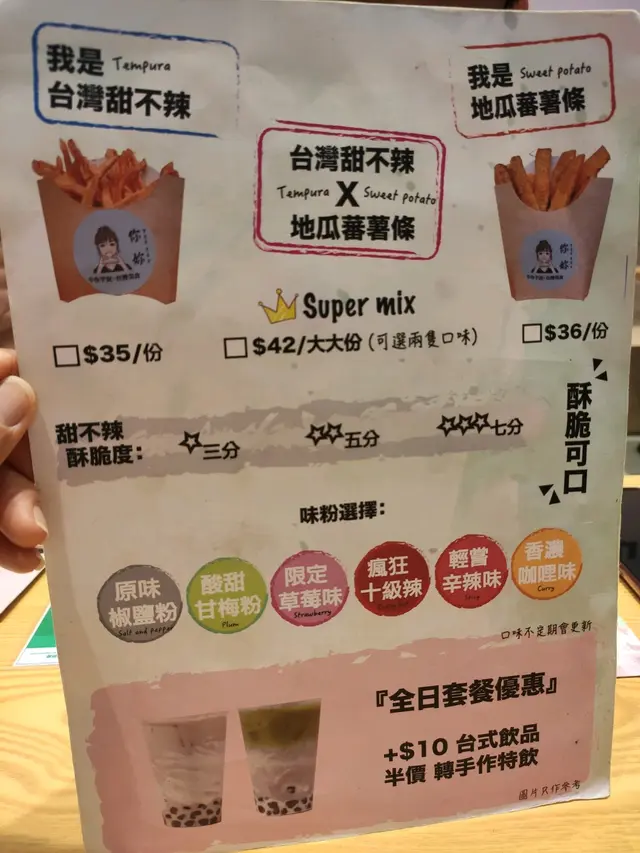 我是 Tempura
台灣甜不辣
我是 Sweet potato
地瓜蕃薯條
台灣甜不辣
Tempura X Sweet potato
地瓜蕃薯條
你
好
你
好
Super mix
□$35/份
□$42/大大份(可選兩隻口味)
□$36/份
甜不辣
酥脆度:
☆三分
☆☆五分
☆☆☆七分
酥脆可口
味粉選擇:
原味
椒鹽粉
Salt and pepper
酸甜
甘梅粉
Plum
限定
草莓味
Strawberry
瘋狂
十級辣
輕嘗
辛辣味
Spicy
香濃
咖哩味
Curry
口味不定期會更新
『全日套餐優惠』
+$10 台式飲品
半價 轉手作特飲
圖片只作參考